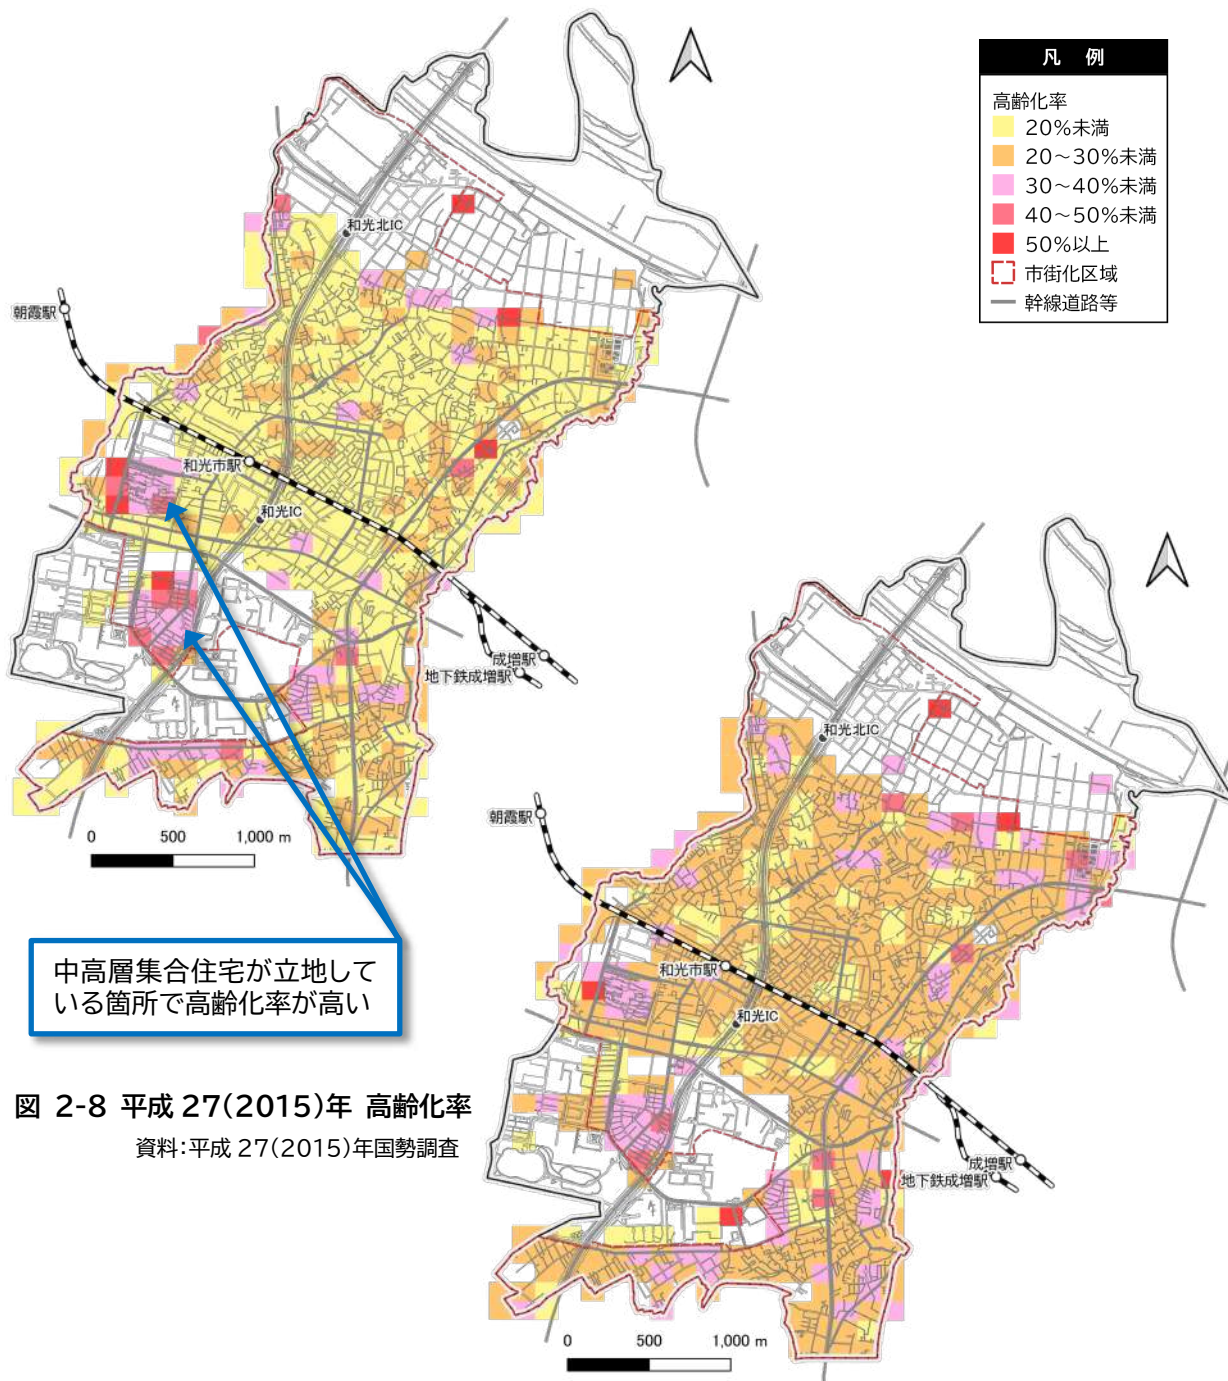 凡 例
高齢化率
20%未満
20～30%未満
30～40%未満
40～50%未満
50%以上
市街化区域
幹線道路等
和光北IC
朝霞駅
和光市駅
和光IC
成増駅
地下鉄成増駅
0 500 1,000 m
中高層集合住宅が立地して
いる箇所で高齢化率が高い
図 2-8 平成 27(2015)年 高齢化率
資料:平成 27(2015)年国勢調査
和光北IC
朝霞駅
和光市駅
和光IC
成増駅
地下鉄成増駅
0 500 1,000 m